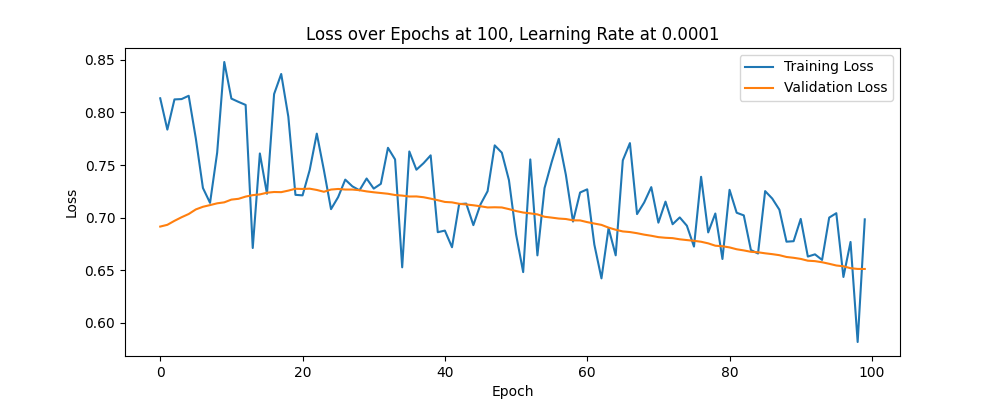 Loss over Epochs at 100, Learning Rate at 0.0001
Training Loss
Validation Loss
0.85
0.80
0.75
0.70
0.65
0.60
Loss
0 20 40 60 80 100
Epoch